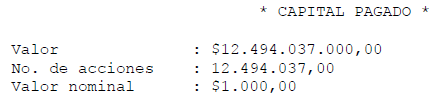 * CAPITAL PAGADO *
Valor : $12.494.037.000,00
No. de acciones : 12.494.037,00
Valor nominal : $1.000,00